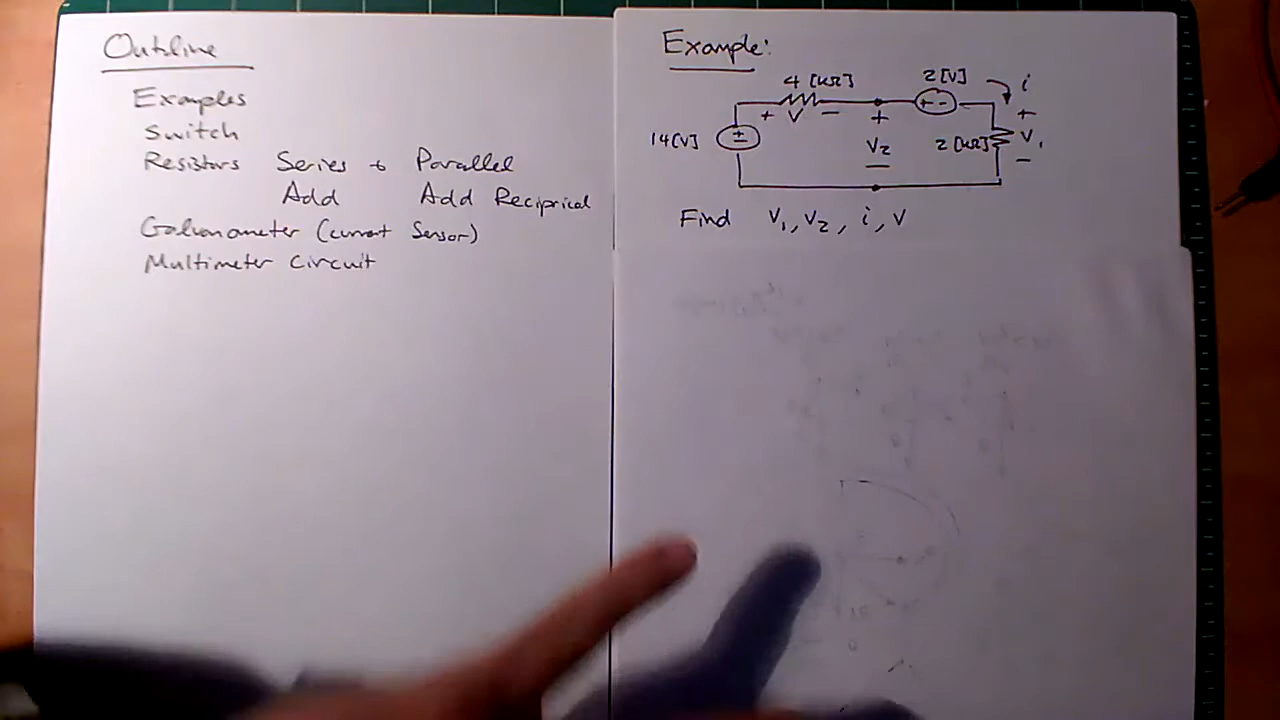 Outline
Examples
Switch
Resistors Series + Parallel
Add Add Reciprical
Galvanometer (current Sensor)
Multimeter Circuit
Example:
4 [kΩ] 2 [V] i
+ V - + + - +
14 [V] ± V2 2 [kΩ] V1
- -
Find V1, V2, i, V